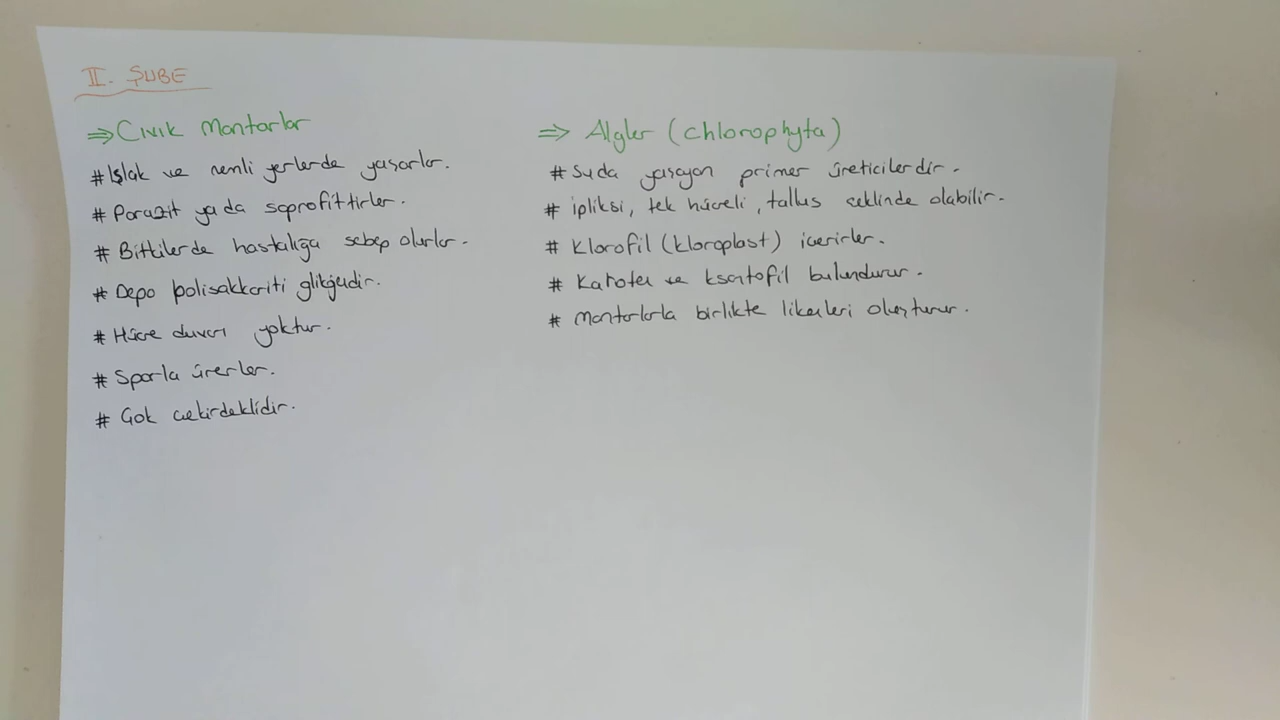 II. ŞUBE
⇒ Cıvık Mantarlar
# Işlak ve nemli yerlerde yaşarlar.
# Parazit ya da saprofittirler.
# Bitkilerde hastalığa sebep olurlar.
# Depo polisakkariti glikojendir.
# Hücre duvarı yoktur.
# Sporla ürerler.
# Çok çekirdeklidir.
⇒ Algler (chlorophyta)
# Suda yaşayan primer üreticilerdir.
# ipliksi, tek hücreli, tallus şeklinde olabilir.
# Klorofil (kloroplast) içerirler.
# Karoten ve ksantofil bulundurur.
# Mantarlarla birlikte likenleri oluşturur.